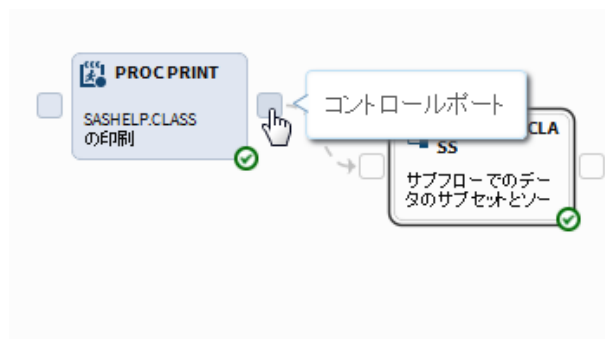 PROC PRINT
SASHELP.CLASS
の印刷
コントロールポート
CLA
SS
サブフローでのデー
タのサブセットとソー